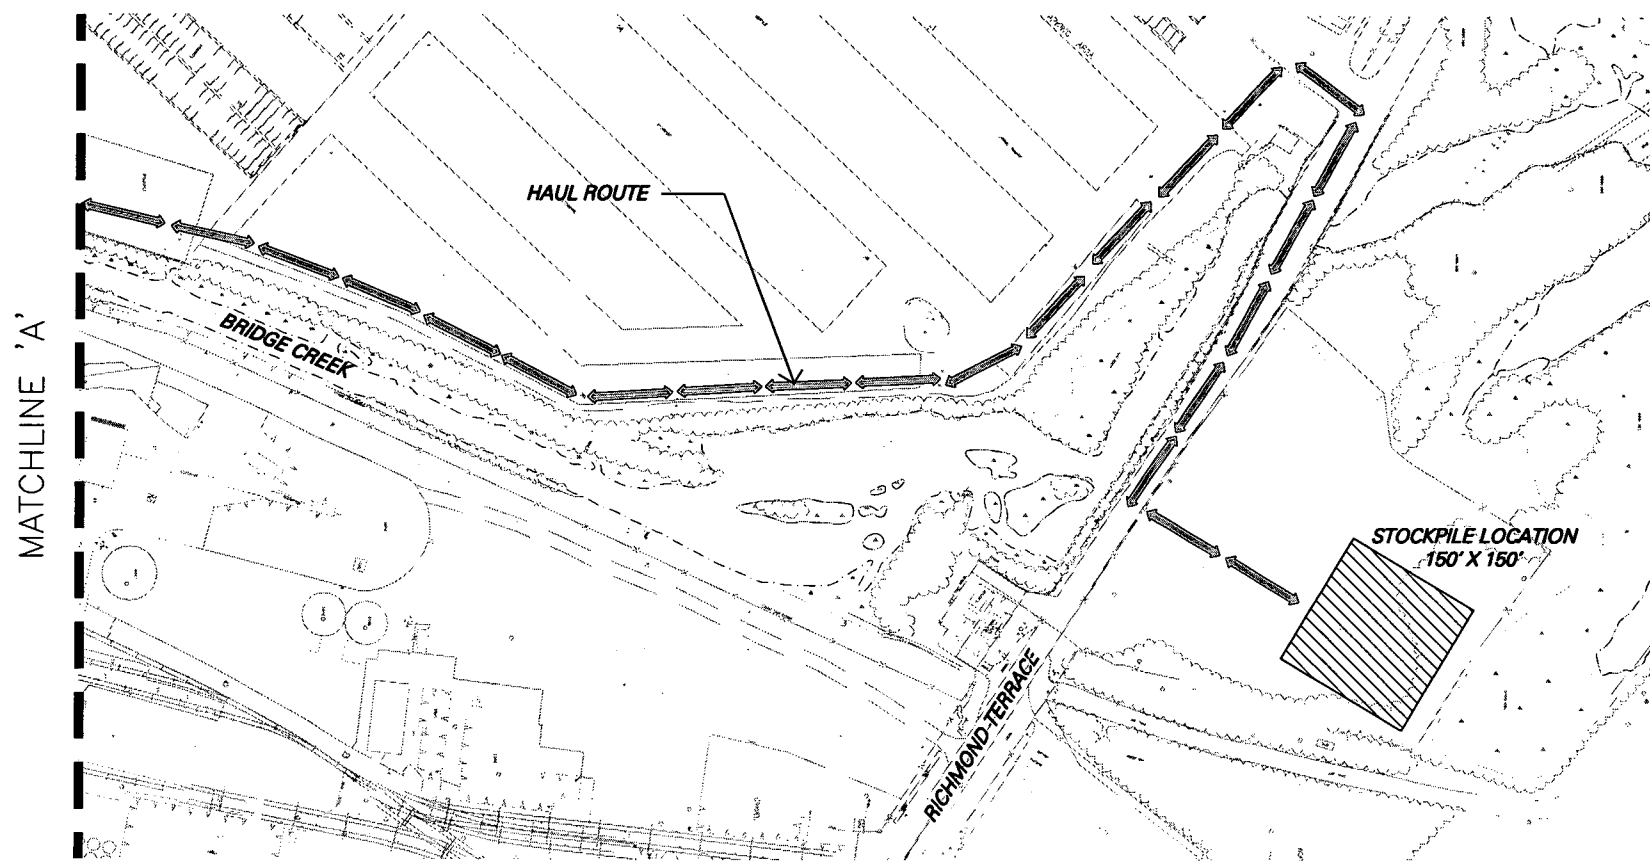 HAUL ROUTE
BRIDGE CREEK
MATCHLINE 'A'
STOCKPILE LOCATION
150' X 150'
RICHMOND TERRACE